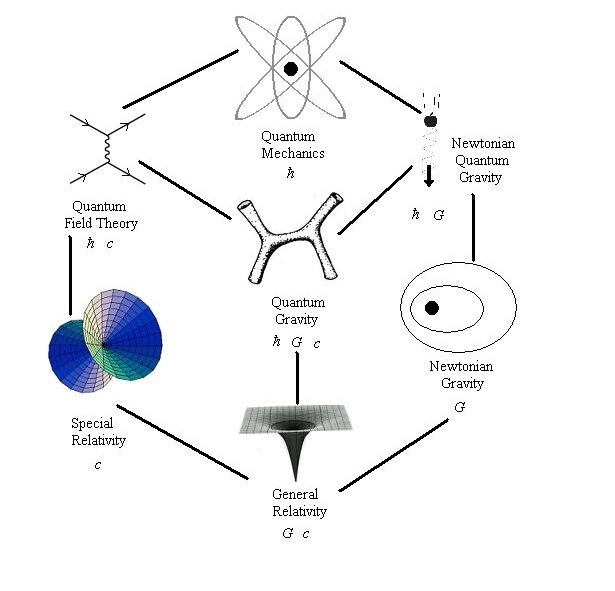 Quantum
Mechanics
ħ
Newtonian
Quantum
Gravity
ħ G
Quantum
Field Theory
ħ c
Quantum
Gravity
ħ G c
Newtonian
Gravity
G
Special
Relativity
c
General
Relativity
G c